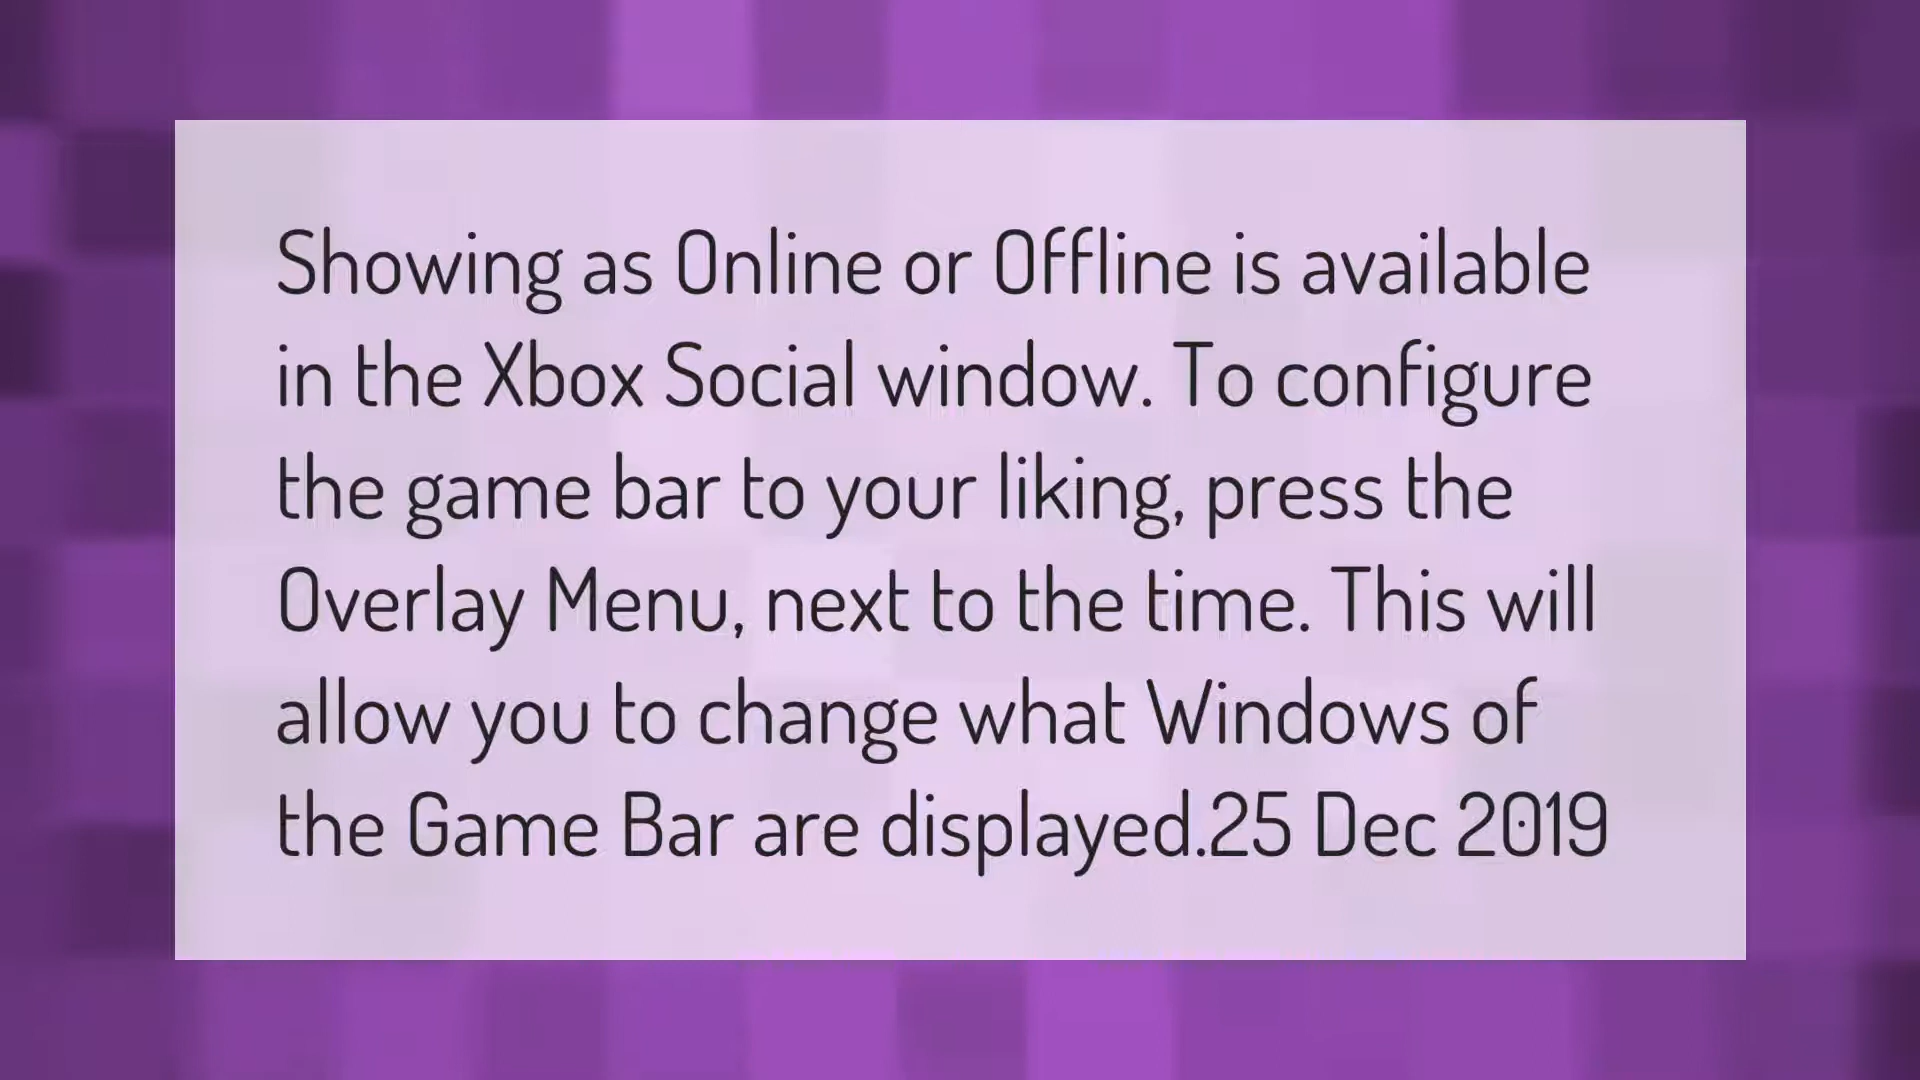 Showing as Online or Offline is available
in the Xbox Social window. To configure
the game bar to your liking, press the
Overlay Menu, next to the time. This will
allow you to change what Windows of
the Game Bar are displayed.25 Dec 2019